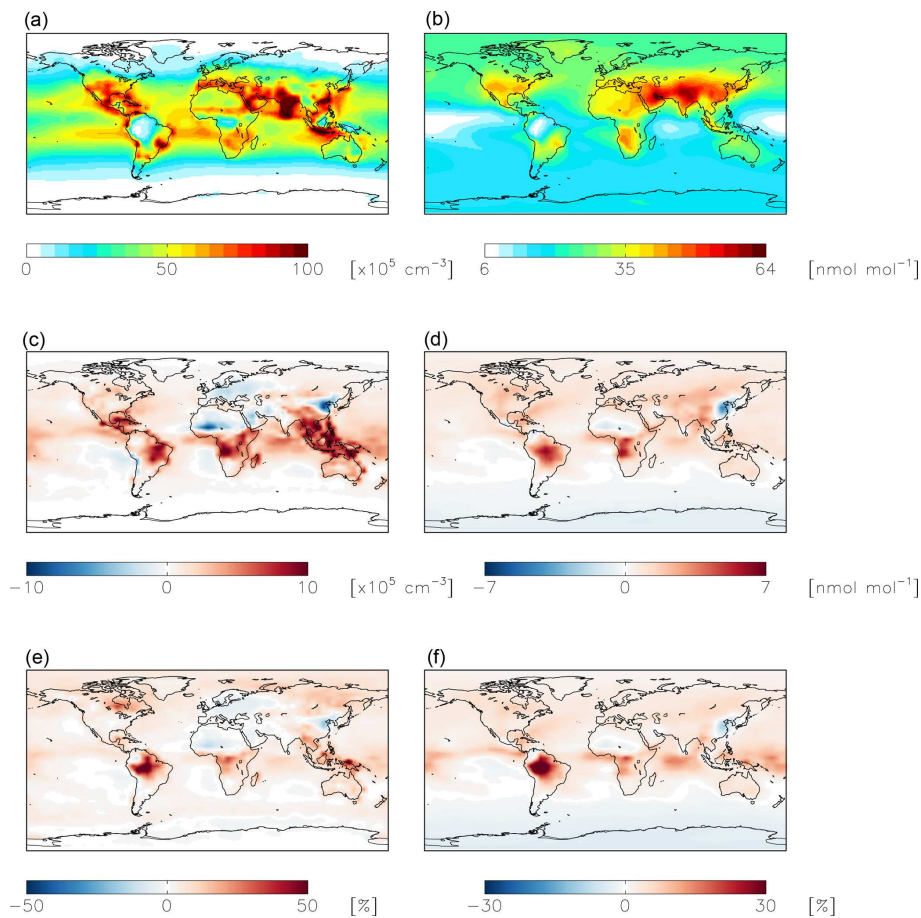 (a) (b)
0 50 100 [x10⁵ cm⁻³] 6 35 64 [nmol mol⁻¹]
(c) (d)
−10 0 10 [x10⁵ cm⁻³] −7 0 7 [nmol mol⁻¹]
(e) (f)
−50 0 50 [%] −30 0 30 [%]